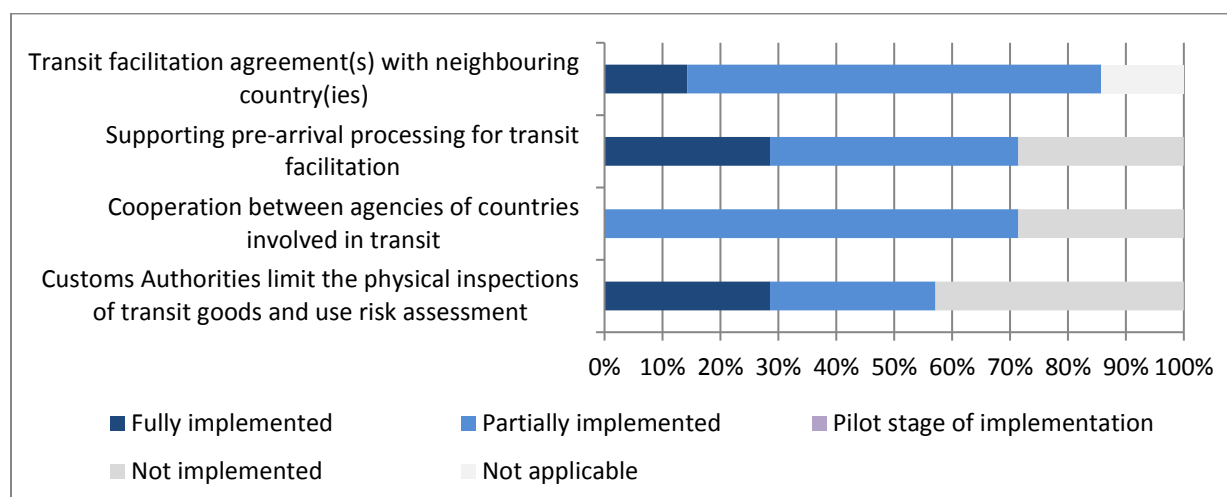 Transit facilitation agreement(s) with neighbouring
country(ies)
Supporting pre-arrival processing for transit
facilitation
Cooperation between agencies of countries
involved in transit
Customs Authorities limit the physical inspections
of transit goods and use risk assessment
0% 10% 20% 30% 40% 50% 60% 70% 80% 90% 100%
Fully implemented Partially implemented Pilot stage of implementation
Not implemented Not applicable